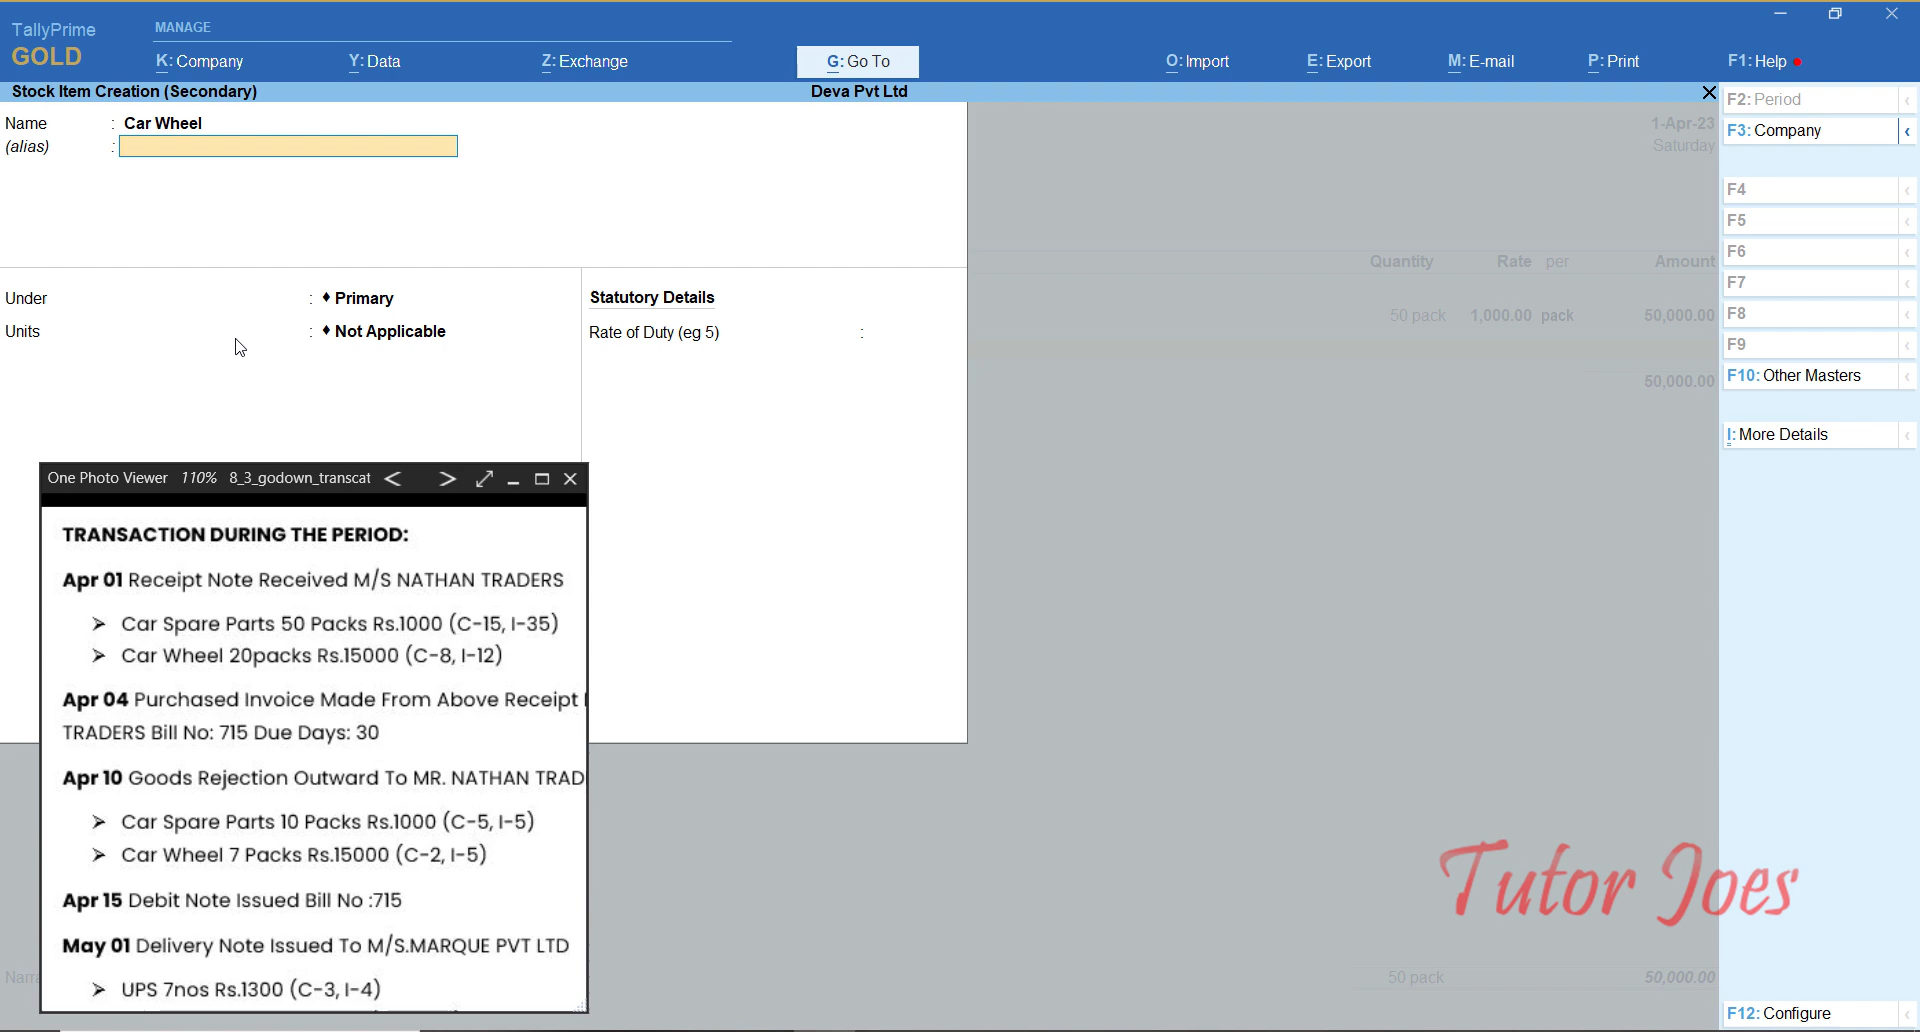 TallyPrime
GOLD
MANAGE
K: Company
Y: Data
Z: Exchange
G: Go To
O: Import
E: Export
M: E-mail
P: Print
F1: Help
Stock Item Creation (Secondary)
Deva Pvt Ltd
Name : Car Wheel
(alias) :
1-Apr-23
Saturday
Under : ♦ Primary
Units : ♦ Not Applicable
Statutory Details
Rate of Duty (eg 5) :
Quantity Rate per Amount
50 pack 1,000.00 pack 50,000.00
50,000.00
50 pack 50,000.00
F2: Period
F3: Company
F4
F5
F6
F7
F8
F9
F10: Other Masters
I: More Details
F12: Configure
One Photo Viewer 110% 8_3_godown_transcat
TRANSACTION DURING THE PERIOD:
Apr 01 Receipt Note Received M/S NATHAN TRADERS
➤ Car Spare Parts 50 Packs Rs.1000 (C-15, I-35)
➤ Car Wheel 20packs Rs.15000 (C-8, I-12)
Apr 04 Purchased Invoice Made From Above Receipt
TRADERS Bill No: 715 Due Days: 30
Apr 10 Goods Rejection Outward To MR. NATHAN TRAD
➤ Car Spare Parts 10 Packs Rs.1000 (C-5, I-5)
➤ Car Wheel 7 Packs Rs.15000 (C-2, I-5)
Apr 15 Debit Note Issued Bill No :715
May 01 Delivery Note Issued To M/S.MARQUE PVT LTD
➤ UPS 7nos Rs.1300 (C-3, I-4)
Tutor Joes